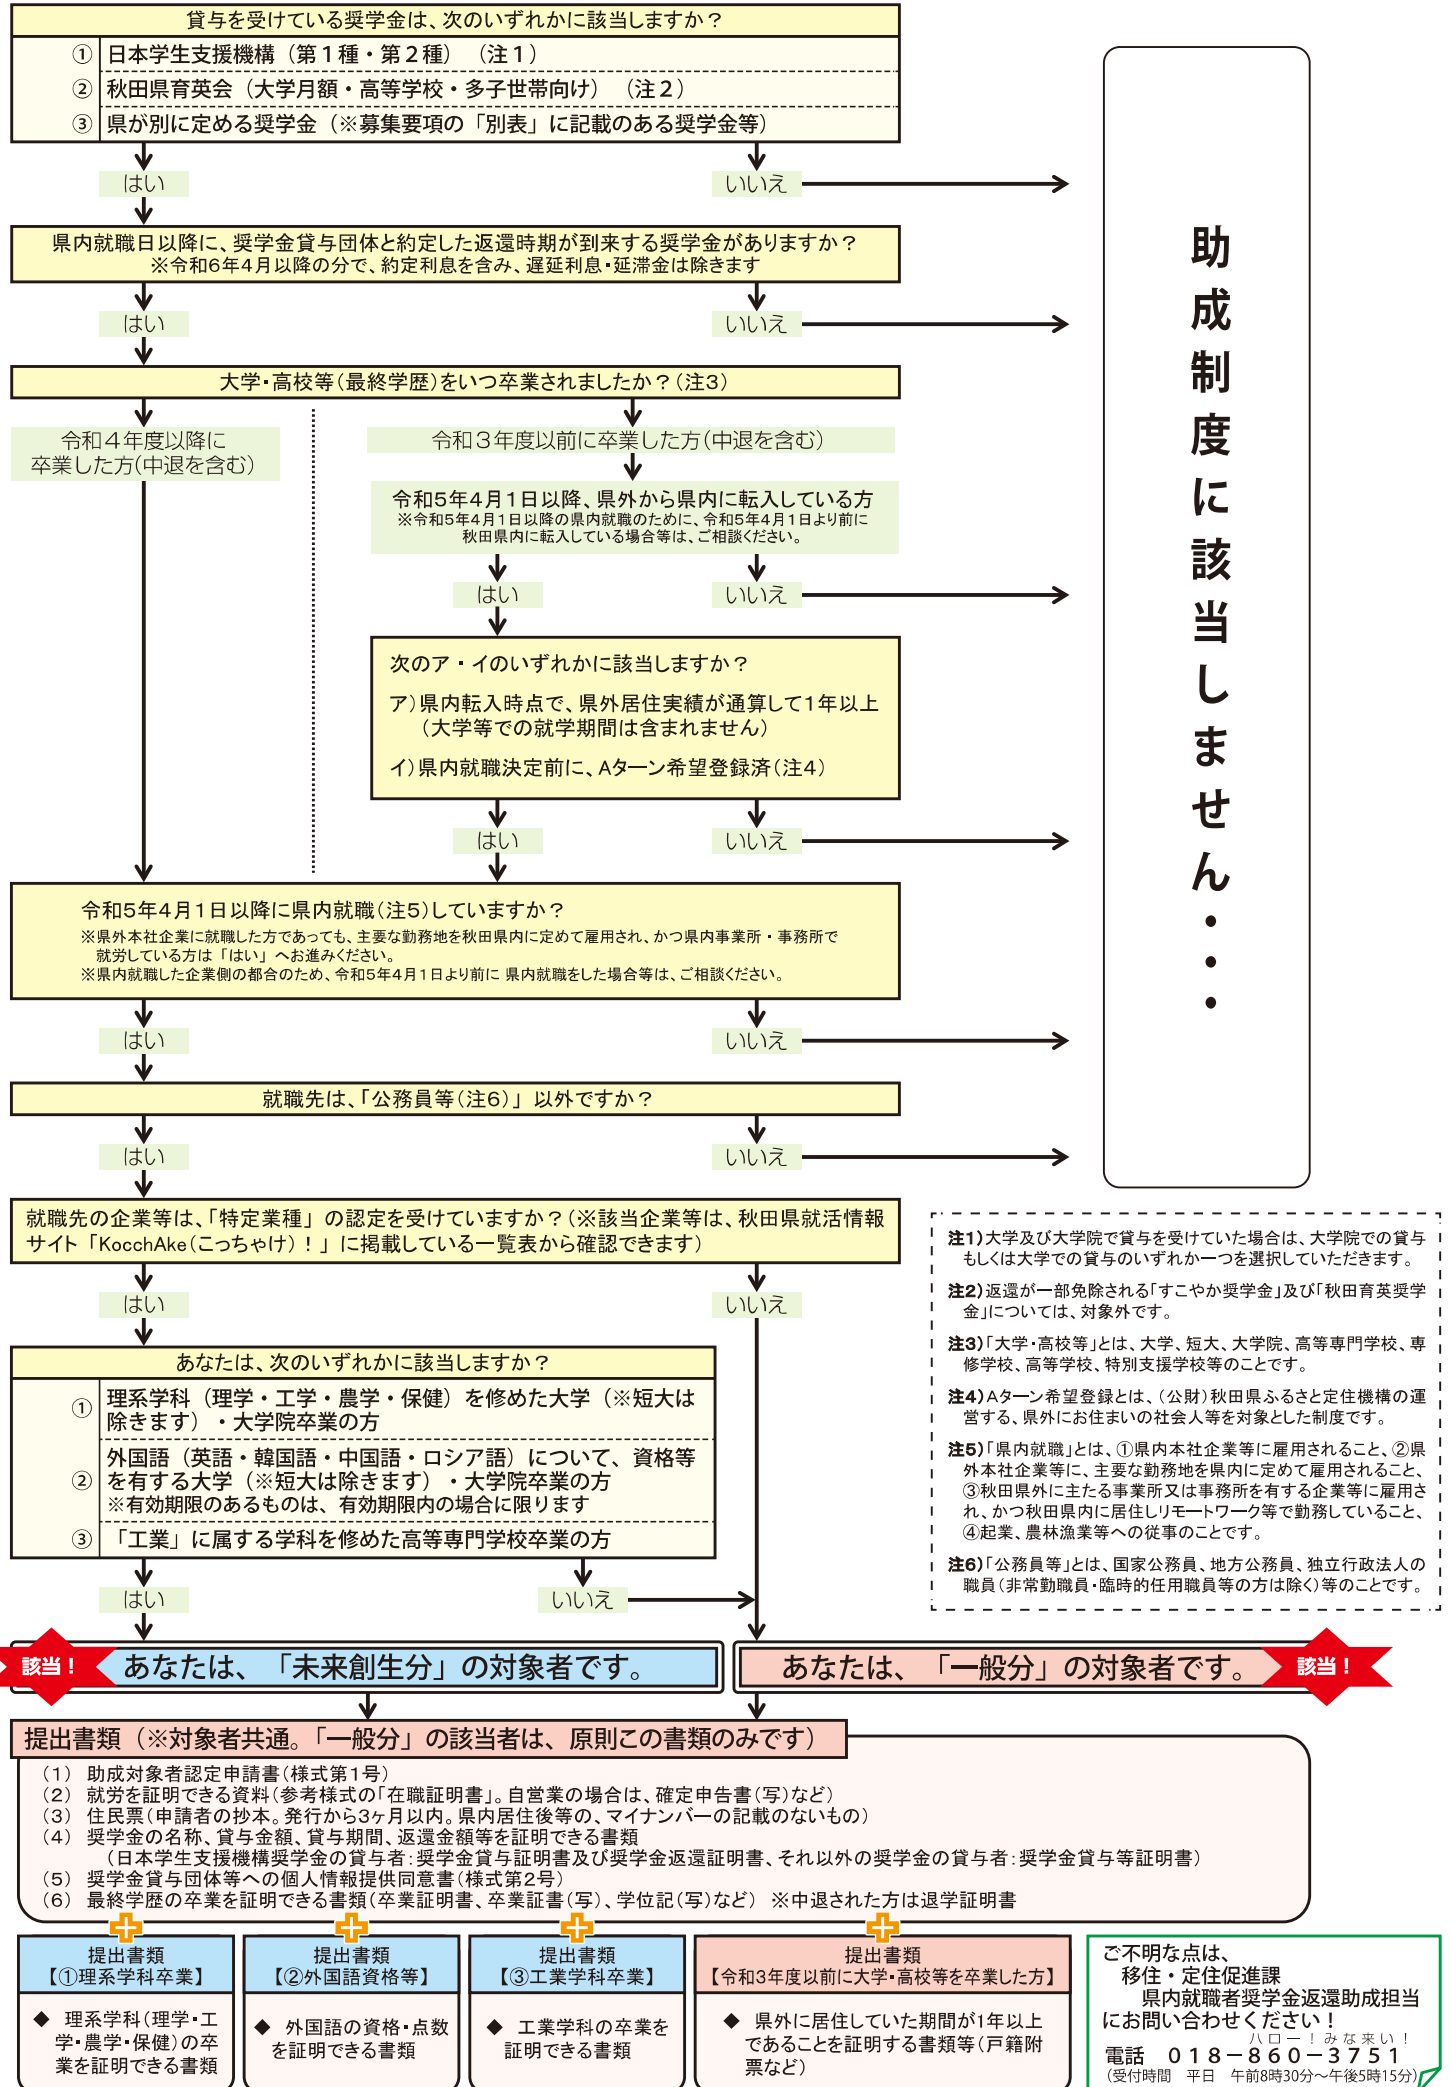 貸与を受けている奨学金は、次のいずれかに該当しますか？
① 日本学生支援機構（第１種・第２種）（注１）
② 秋田県育英会（大学月額・高等学校・多子世帯向け）（注２）
③ 県が別に定める奨学金（※募集要項の「別表」に記載のある奨学金等）
はい
いいえ
県内就職日以降に、奨学金貸与団体と約定した返還時期が到来する奨学金がありますか？
※令和６年４月以降の分で、約定利息を含み、遅延利息・延滞金は除きます
はい
いいえ
大学・高校等（最終学歴）をいつ卒業されましたか？（注３）
令和４年度以降に
卒業した方（中退を含む）
令和３年度以前に卒業した方（中退を含む）
令和５年４月１日以降、県外から県内に転入している方
※令和５年４月１日以降の県内就職のために、令和５年４月１日より前に
秋田県内に転入している場合等は、ご相談ください。
はい
いいえ
次のア・イのいずれかに該当しますか？
ア）県内転入時点で、県外居住実績が通算して１年以上
（大学等での就学期間は含まれません）
イ）県内就職決定前に、Ａターン希望登録済（注４）
はい
いいえ
令和５年４月１日以降に県内就職（注５）していますか？
※県外本社企業に就職した方であっても、主要な勤務地を秋田県内に定めて雇用され、かつ県内事業所・事務所で
就労している方は「はい」へお進みください。
※県内就職した企業側の都合のため、令和５年４月１日より前に 県内就職をした場合等は、ご相談ください。
はい
いいえ
就職先は、「公務員等（注６）」以外ですか？
はい
いいえ
助成制度に該当しません・・・
就職先の企業等は、「特定業種」の認定を受けていますか？（※該当企業等は、秋田県就活情報
サイト「KocchAke（こっちゃけ）！」に掲載している一覧表から確認できます）
はい
いいえ
あなたは、次のいずれかに該当しますか？
① 理系学科（理学・工学・農学・保健）を修めた大学（※短大は
除きます）・大学院卒業の方
② 外国語（英語・韓国語・中国語・ロシア語）について、資格等
を有する大学（※短大は除きます）・大学院卒業の方
※有効期限のあるものは、有効期限内の場合に限ります
③ 「工業」に属する学科を修めた高等専門学校卒業の方
はい
いいえ
注１）大学及び大学院で貸与を受けていた場合は、大学院での貸与
もしくは大学での貸与のいずれか一つを選択していただきます。
注２）返還が一部免除される「すこやか奨学金」及び「秋田育英奨学
金」については、対象外です。
注３）「大学・高校等」とは、大学、短大、大学院、高等専門学校、専
修学校、高等学校、特別支援学校等のことです。
注４）Ａターン希望登録とは、（公財）秋田県ふるさと定住機構の運
営する、県外にお住まいの社会人等を対象とした制度です。
注５）「県内就職」とは、①県内本社企業等に雇用されること、②県
外本社企業等に、主要な勤務地を県内に定めて雇用されること、
③秋田県外に主たる事業所又は事務所を有する企業等に雇用さ
れ、かつ秋田県内に居住しリモートワーク等で勤務していること、
④起業、農林漁業等への従事のことです。
注６）「公務員等」とは、国家公務員、地方公務員、独立行政法人の
職員（非常勤職員・臨時的任用職員等の方は除く）等のことです。
該当！
あなたは、「未来創生分」の対象者です。
あなたは、「一般分」の対象者です。
該当！
提出書類（※対象者共通。「一般分」の該当者は、原則この書類のみです）
（１） 助成対象者認定申請書（様式第１号）
（２） 就労を証明できる資料（参考様式の「在職証明書」。自営業の場合は、確定申告書（写）など）
（３） 住民票（申請者の抄本。発行から３ヶ月以内。県内居住後等の、マイナンバーの記載のないもの）
（４） 奨学金の名称、貸与金額、貸与期間、返還金額等を証明できる書類
（日本学生支援機構奨学金の貸与者：奨学金貸与証明書及び奨学金返還証明書、それ以外の奨学金の貸与者：奨学金貸与等証明書）
（５） 奨学金貸与団体等への個人情報提供同意書（様式第２号）
（６） 最終学歴の卒業を証明できる書類（卒業証明書、卒業証書（写）、学位記（写）など） ※中退された方は退学証明書
提出書類
【①理系学科卒業】
◆ 理系学科（理学・工
学・農学・保健）の卒
業を証明できる書類
提出書類
【②外国語資格等】
◆ 外国語の資格・点数
を証明できる書類
提出書類
【③工業学科卒業】
◆ 工業学科の卒業を
証明できる書類
提出書類
【令和３年度以前に大学・高校等を卒業した方】
◆ 県外に居住していた期間が１年以上
であることを証明する書類等（戸籍附
票など）
ご不明な点は、
移住・定住促進課
県内就職者奨学金返還助成担当
にお問い合わせください！
ハロー！みな来い！
電話 ０１８－８６０－３７５１
（受付時間 平日 午前８時３０分～午後５時１５分）